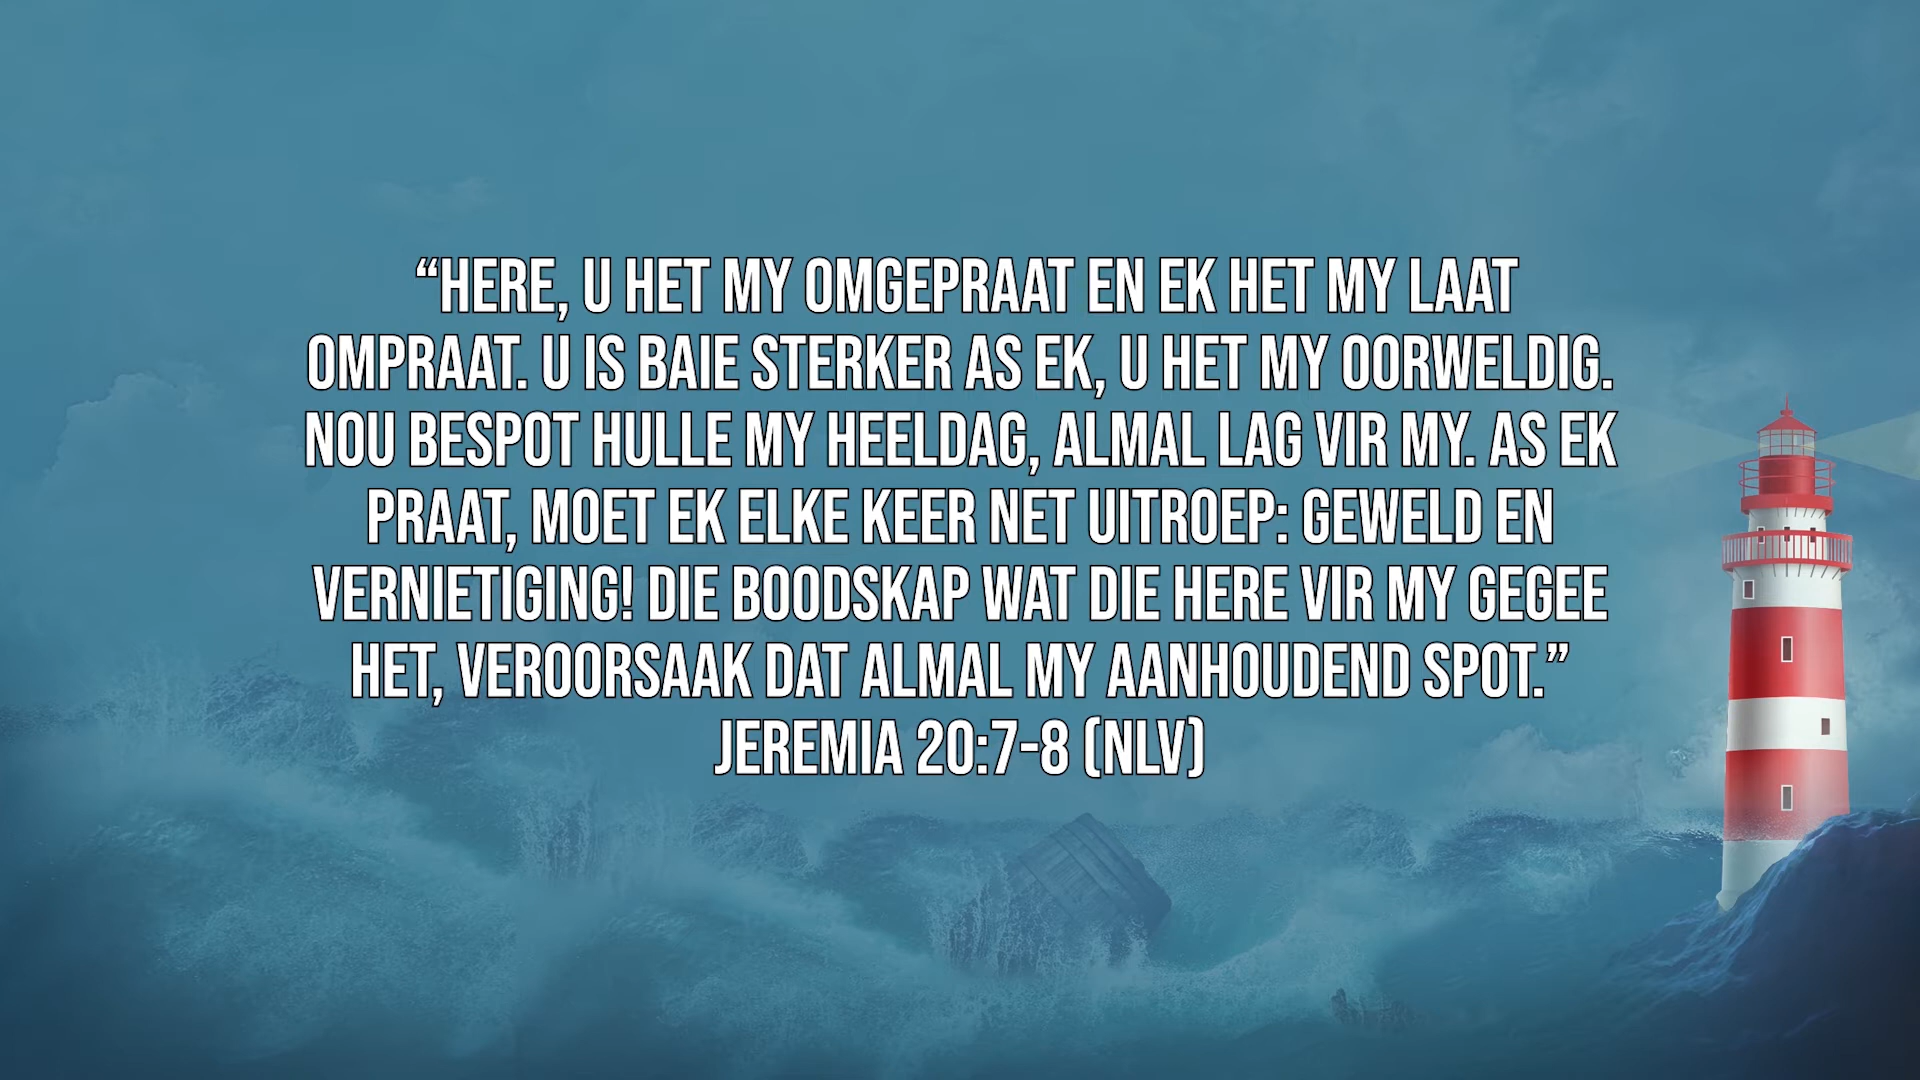 “HERE, U HET MY OMGEPRAAT EN EK HET MY LAAT
OMPRAAT. U IS BAIE STERKER AS EK, U HET MY OORWELDIG.
NOU BESPOT HULLE MY HEELDAG, ALMAL LAG VIR MY. AS EK
PRAAT, MOET EK ELKE KEER NET UITROEP: GEWELD EN
VERNIETIGING! DIE BOODSKAP WAT DIE HERE VIR MY GEGEE
HET, VEROORSAAK DAT ALMAL MY AANHOUDEND SPOT.”
JEREMIA 20:7-8 (NLV)